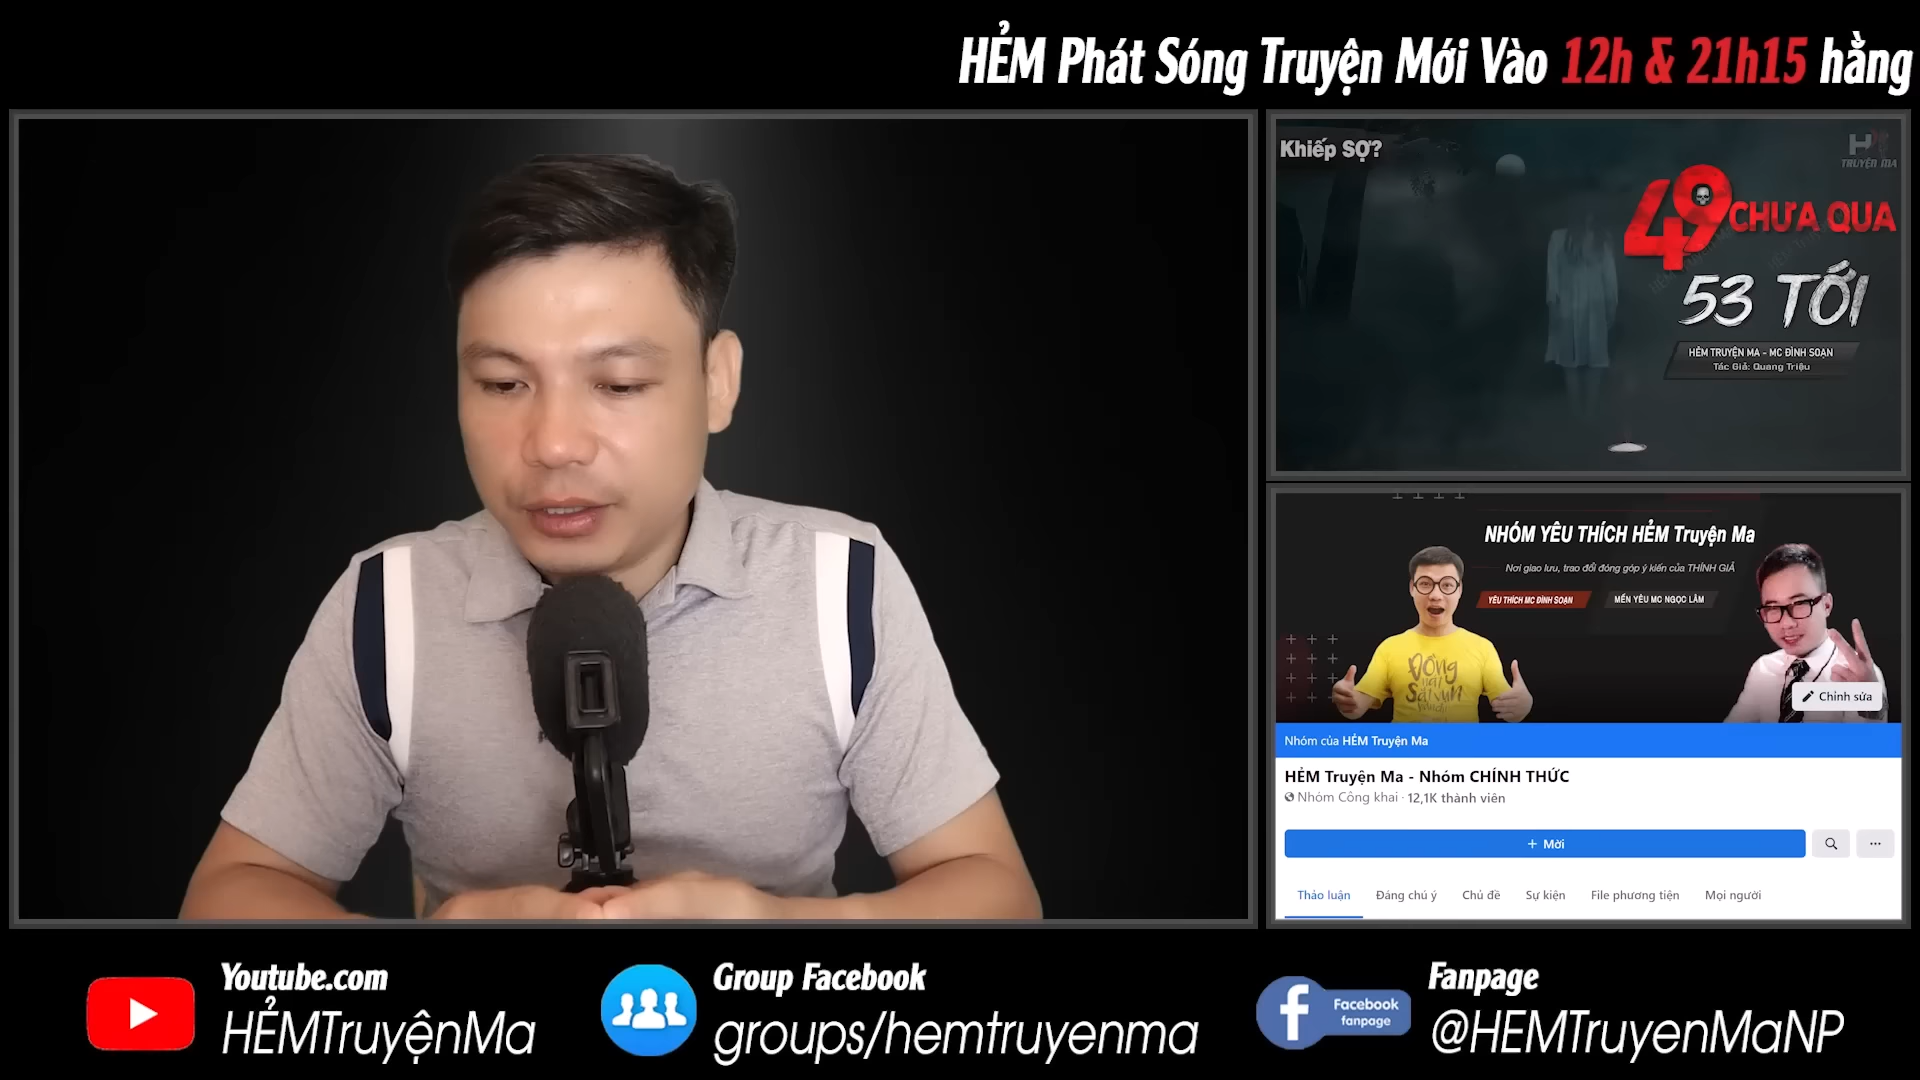 HẺM Phát Sóng Truyện Mới Vào 12h & 21h15 hằng
Khiếp SỢ?
H
TRUYỆN MA
49 CHƯA QUA
53 TỚI
HẺM TRUYỆN MA - MC ĐÌNH SOẠN
Tác Giả: Quang Triệu
NHÓM YÊU THÍCH HẺM Truyện Ma
Nơi giao lưu, trao đổi đóng góp ý kiến của THÍNH GIẢ
YÊU THÍCH MC ĐÌNH SOẠN
MẾN YÊU MC NGỌC LÂM
Chỉnh sửa
Nhóm của HẺM Truyện Ma
HẺM Truyện Ma - Nhóm CHÍNH THỨC
Nhóm Công khai · 12,1K thành viên
+ Mời
Thảo luận Đáng chú ý Chủ đề Sự kiện File phương tiện Mọi người
Youtube.com
HẺMTruyệnMa
Group Facebook
groups/hemtruyenma
Facebook
fanpage
Fanpage
@HEMTruyenMaNP